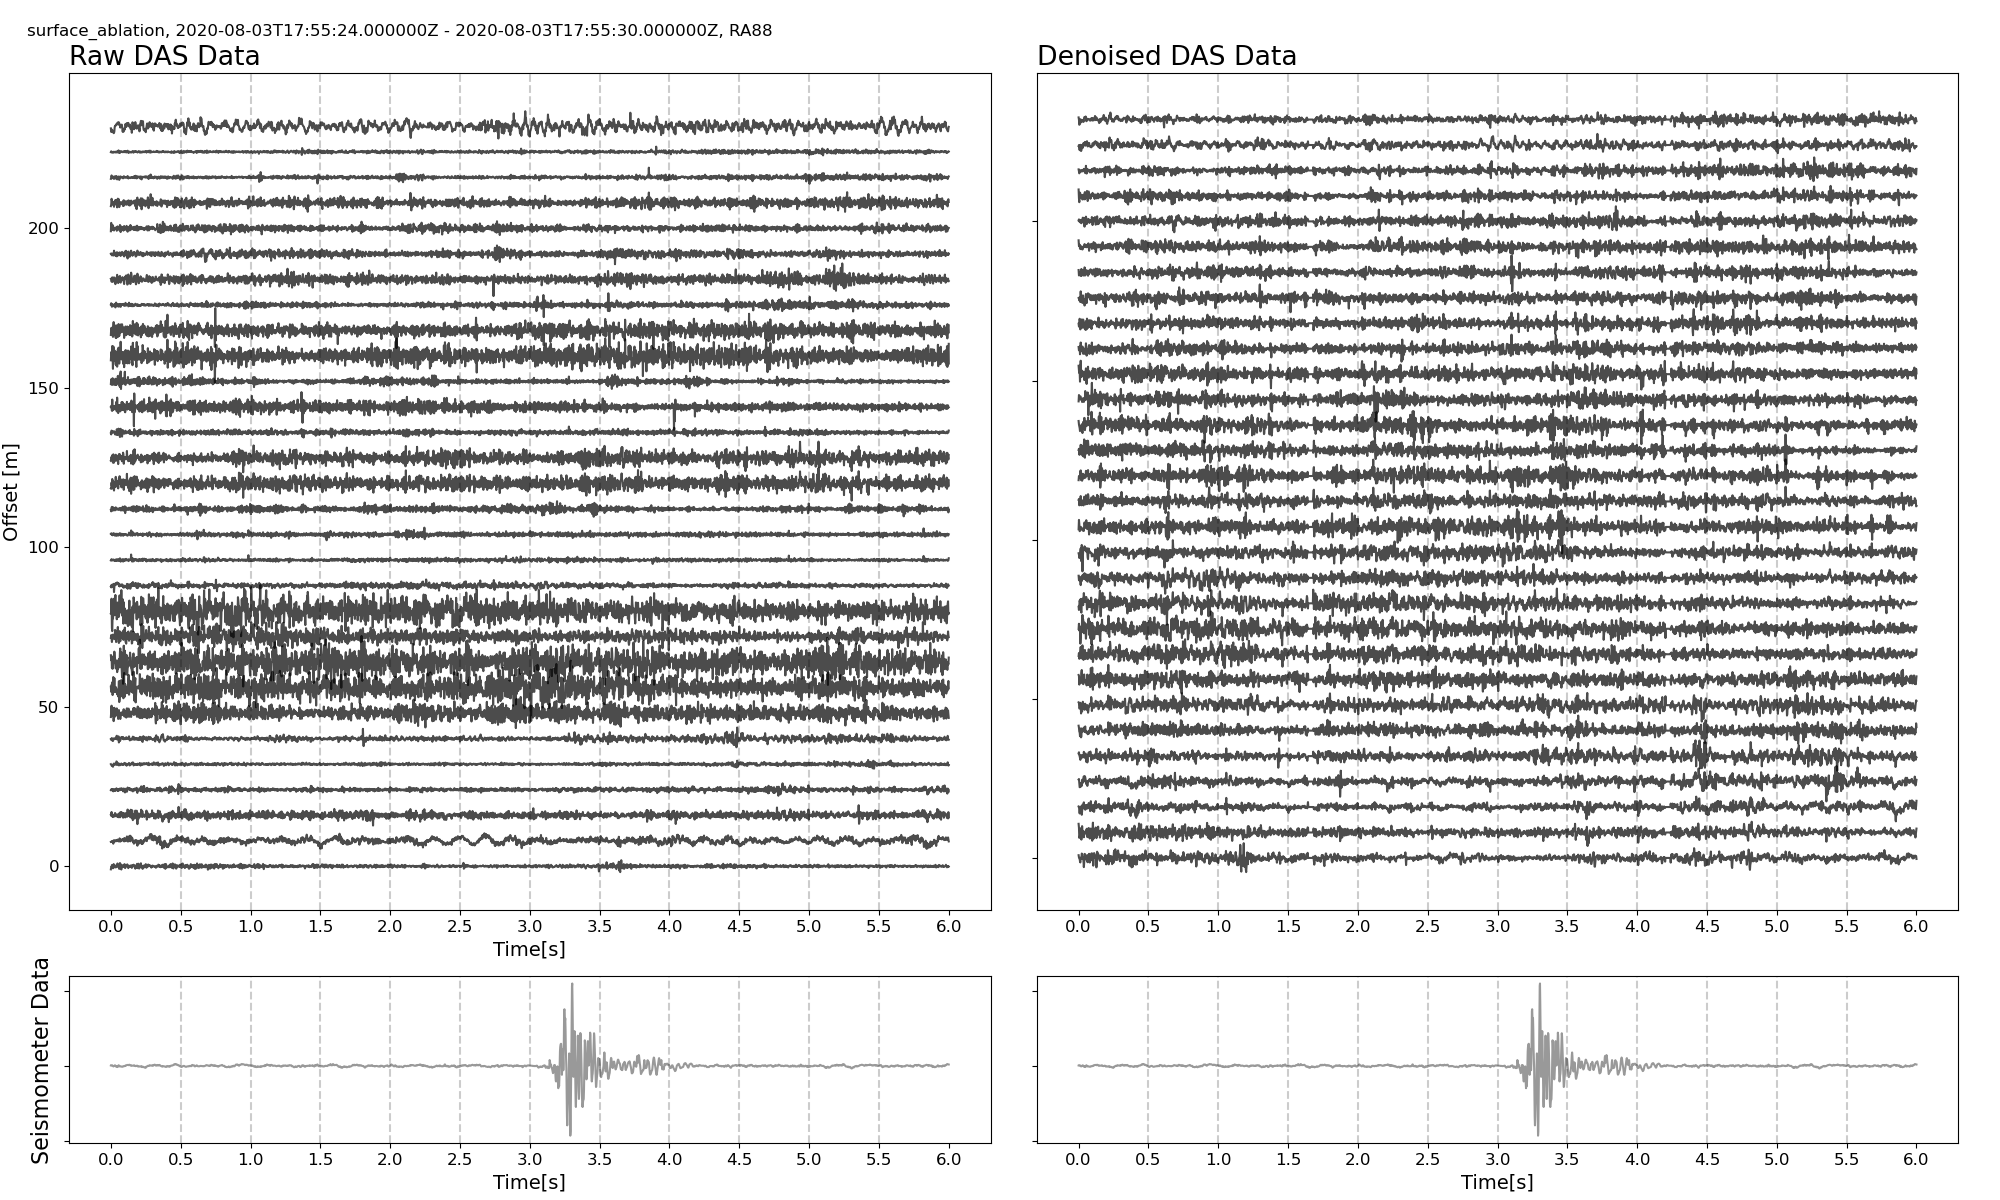 surface_ablation, 2020-08-03T17:55:24.000000Z - 2020-08-03T17:55:30.000000Z, RA88
Raw DAS Data
Denoised DAS Data
Offset [m]
200
150
100
50
0
0.0 0.5 1.0 1.5 2.0 2.5 3.0 3.5 4.0 4.5 5.0 5.5 6.0
Time[s]
0.0 0.5 1.0 1.5 2.0 2.5 3.0 3.5 4.0 4.5 5.0 5.5 6.0
Seismometer Data
0.0 0.5 1.0 1.5 2.0 2.5 3.0 3.5 4.0 4.5 5.0 5.5 6.0
Time[s]
0.0 0.5 1.0 1.5 2.0 2.5 3.0 3.5 4.0 4.5 5.0 5.5 6.0
Time[s]